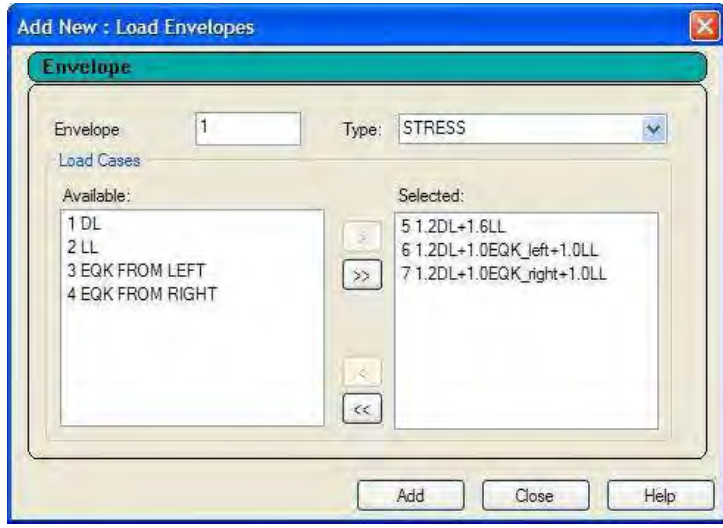 Add New : Load Envelopes
Envelope
Envelope 1 Type: STRESS
Load Cases
Available:
1 DL
2 LL
3 EQK FROM LEFT
4 EQK FROM RIGHT
>
>>
<
<<
Selected:
5 1.2DL+1.6LL
6 1.2DL+1.0EQK_left+1.0LL
7 1.2DL+1.0EQK_right+1.0LL
Add Close Help